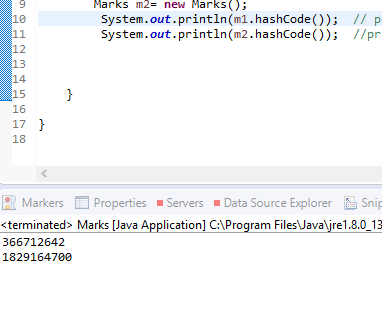 9 Marks m2= new Marks();
10 System.out.println(m1.hashCode()); // p
11 System.out.println(m2.hashCode()); //pr
12
13
14
15 }
16
17 }
18
Markers Properties Servers Data Source Explorer Snip
<terminated> Marks [Java Application] C:\Program Files\Java\jre1.8.0_13
366712642
1829164700